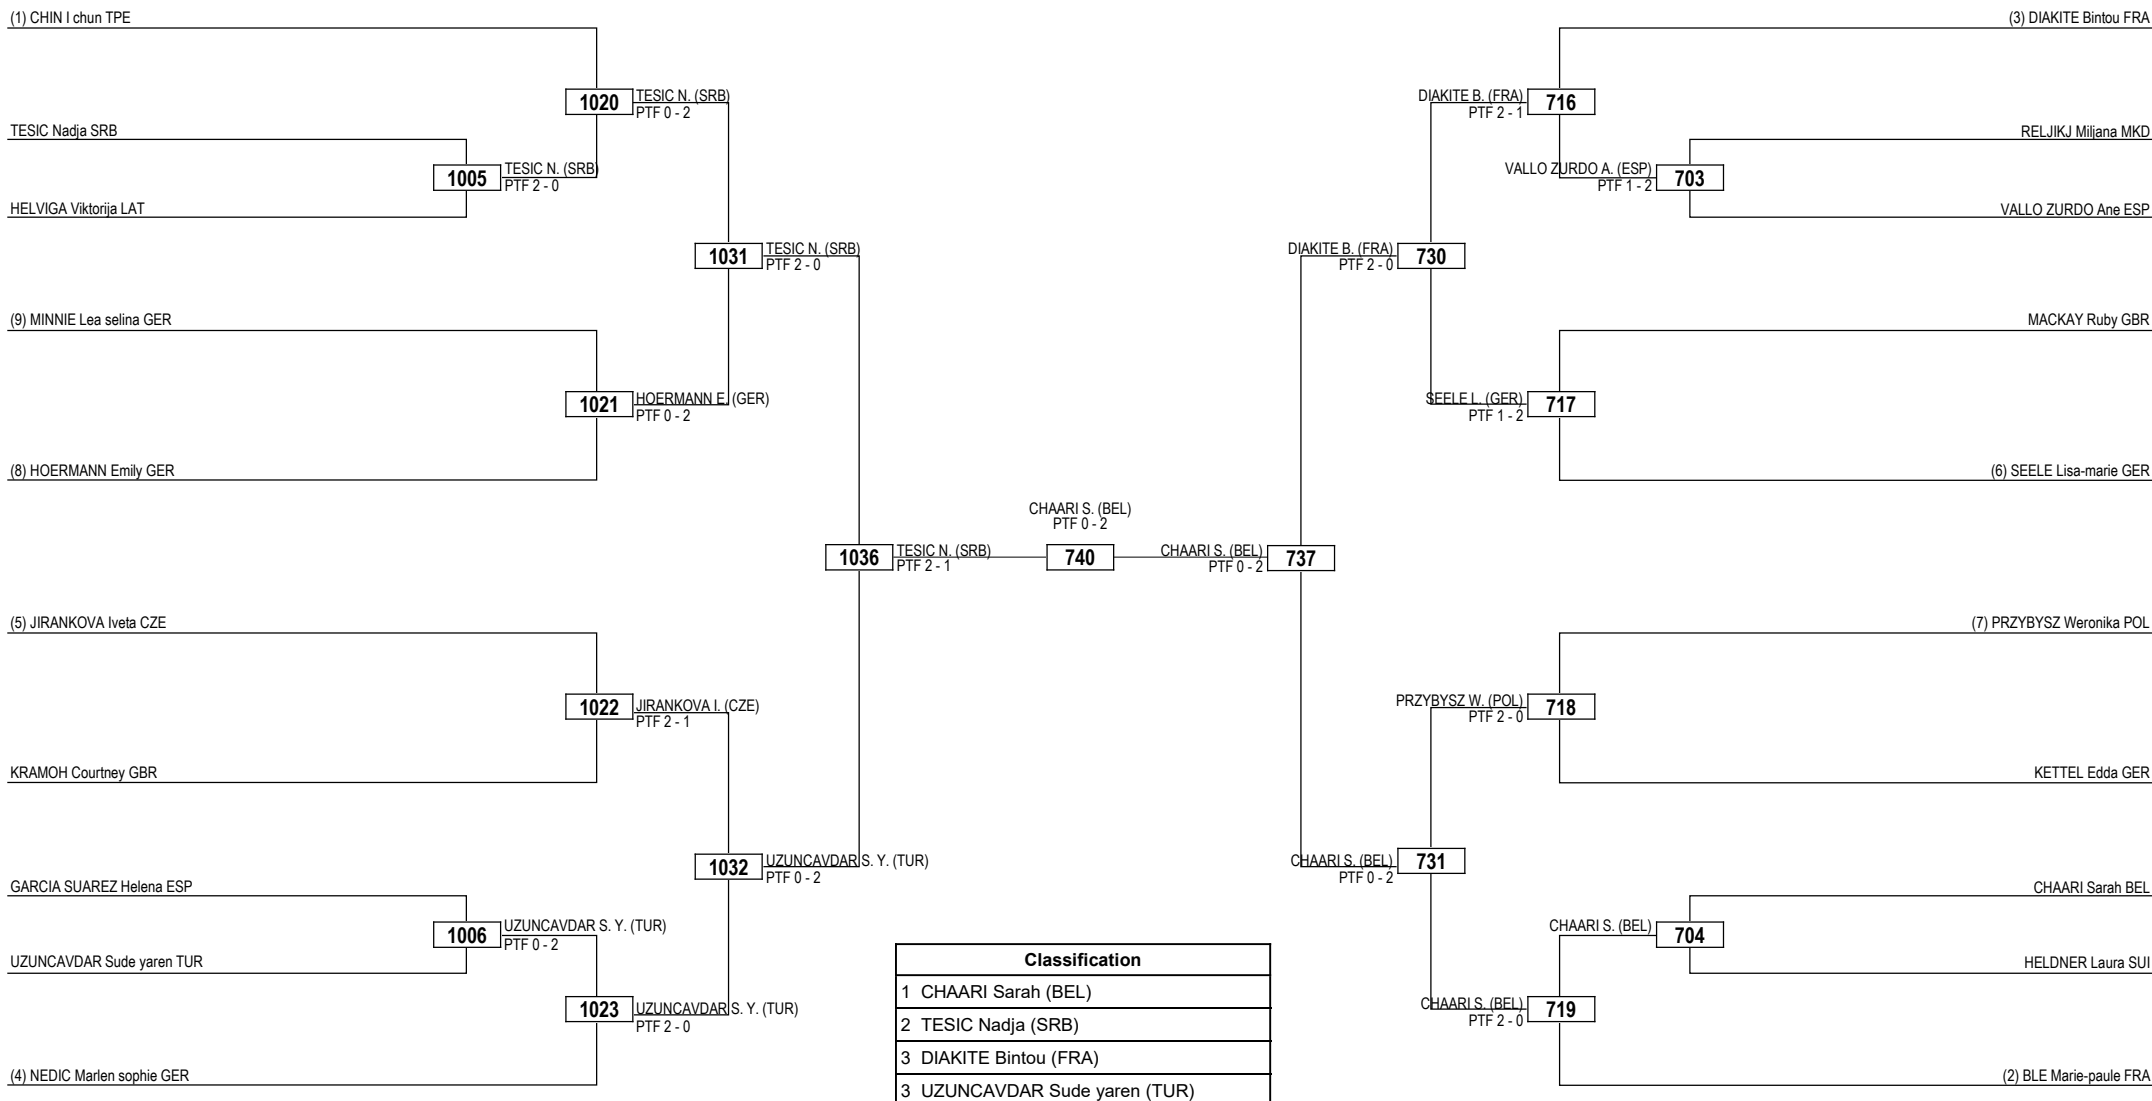 (1) CHIN I chun TPE
(3) DIAKITE Bintou FRA
1020
TESIC N. (SRB)
PTF 0 - 2
DIAKITE B. (FRA)
PTF 2 - 1
716
TESIC Nadja SRB
RELJIKJ Miljana MKD
1005
TESIC N. (SRB)
PTF 2 - 0
VALLO ZURDO A. (ESP)
PTF 1 - 2
703
HELVIGA Viktorija LAT
VALLO ZURDO Ane ESP
1031
TESIC N. (SRB)
PTF 2 - 0
DIAKITE B. (FRA)
PTF 2 - 0
730
(9) MINNIE Lea selina GER
MACKAY Ruby GBR
1021
HOERMANN E. (GER)
PTF 0 - 2
SEELE L. (GER)
PTF 1 - 2
717
(8) HOERMANN Emily GER
(6) SEELE Lisa-marie GER
CHAARI S. (BEL)
PTF 0 - 2
1036
TESIC N. (SRB)
PTF 2 - 1
740
CHAARI S. (BEL)
PTF 0 - 2
737
(5) JIRANKOVA Iveta CZE
(7) PRZYBYSZ Weronika POL
1022
JIRANKOVA I. (CZE)
PTF 2 - 1
PRZYBYSZ W. (POL)
PTF 2 - 0
718
KRAMOH Courtney GBR
KETTEL Edda GER
1032
UZUNCAVDAR S. Y. (TUR)
PTF 0 - 2
CHAARI S. (BEL)
PTF 0 - 2
731
GARCIA SUAREZ Helena ESP
CHAARI Sarah BEL
1006
UZUNCAVDAR S. Y. (TUR)
PTF 0 - 2
CHAARI S. (BEL)
704
UZUNCAVDAR Sude yaren TUR
HELDNER Laura SUI
1023
UZUNCAVDAR S. Y. (TUR)
PTF 2 - 0
CHAARI S. (BEL)
PTF 2 - 0
719
(4) NEDIC Marlen sophie GER
(2) BLE Marie-paule FRA
Classification
1 CHAARI Sarah (BEL)
2 TESIC Nadja (SRB)
3 DIAKITE Bintou (FRA)
3 UZUNCAVDAR Sude yaren (TUR)